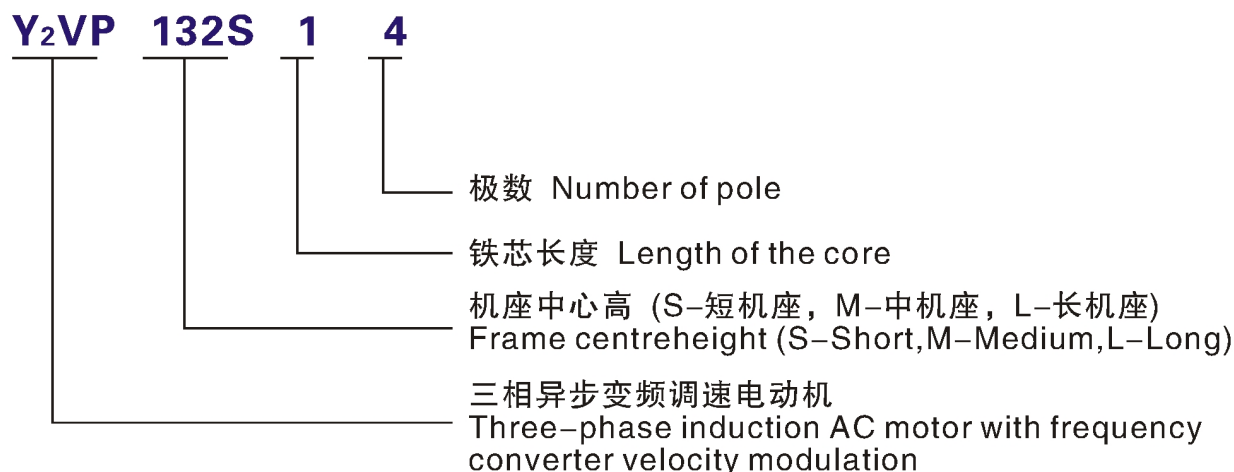 Y2VP 132S 1 4
极数 Number of pole
铁芯长度 Length of the core
机座中心高 (S–短机座，M–中机座，L–长机座)
Frame centreheight (S–Short,M–Medium,L–Long)
三相异步变频调速电动机
Three–phase induction AC motor with frequency
converter velocity modulation